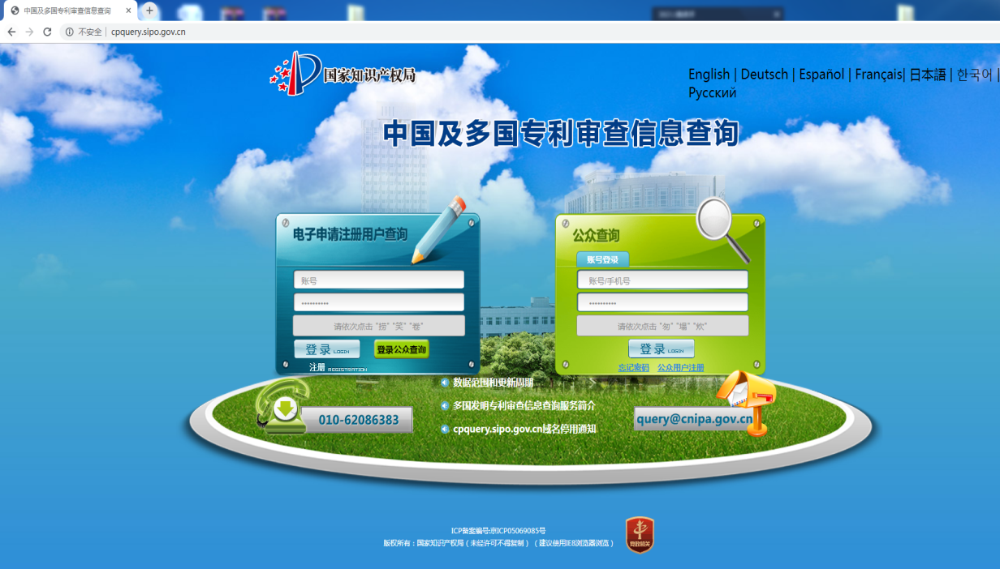 中国及多国专利审查信息查询
不安全 | cpquery.sipo.gov.cn
国家知识产权局
English | Deutsch | Español | Français| 日本語 | 한국어 |
Русский
中国及多国专利审查信息查询
电子申请注册用户查询
账号
••••••••••
请依次点击 "捞" "笑" "卷"
登录 LOGIN
登录公众查询
注册 REGISTRATION
公众查询
账号登录
账号/手机号
••••••••••
请依次点击 "匆" "塌" "炊"
登录 LOGIN
忘记密码 公众用户注册
数据范围和更新周期
多国发明专利审查信息查询服务简介
cpquery.sipo.gov.cn域名停用通知
010-62086383
query@cnipa.gov.cn
ICP备案编号:京ICP05069085号
版权所有：国家知识产权局（未经许可不得复制）（建议使用IE8浏览器浏览）
党政机关